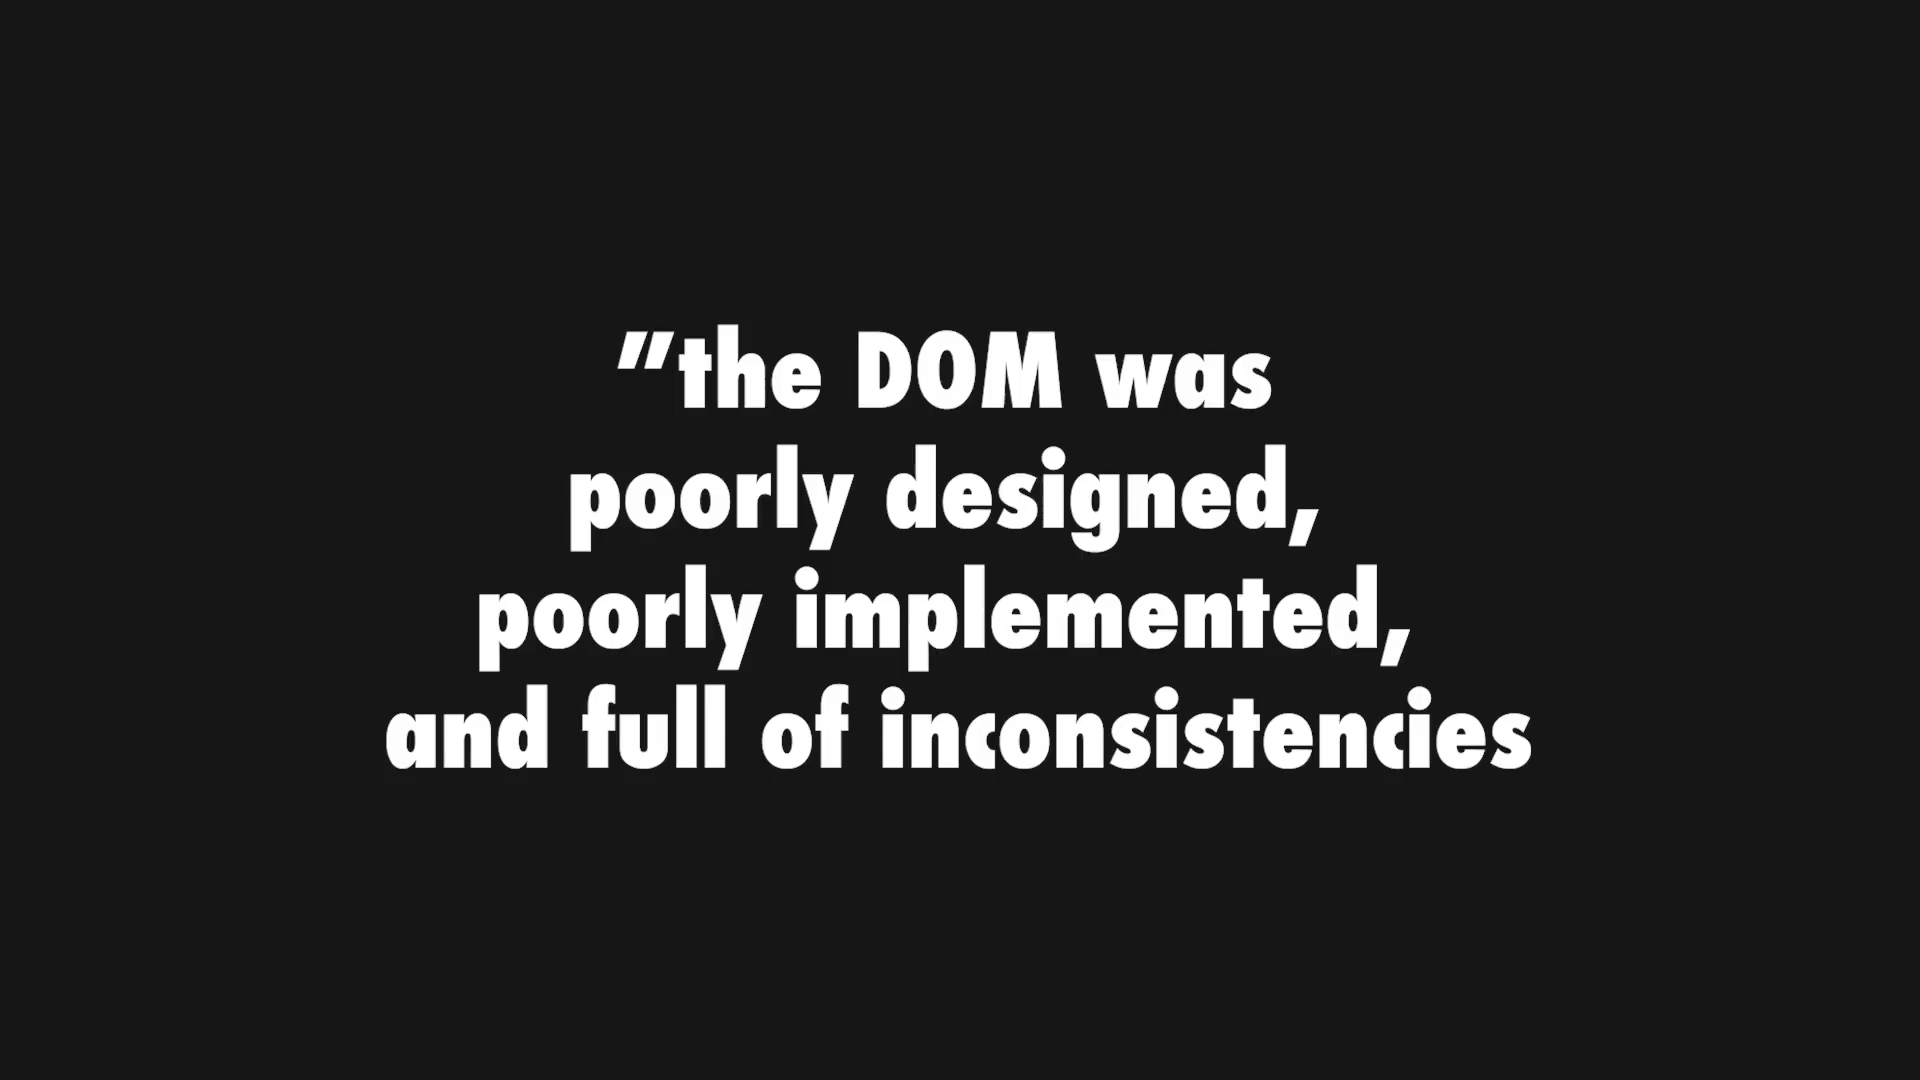 "the DOM was
poorly designed,
poorly implemented,
and full of inconsistencies